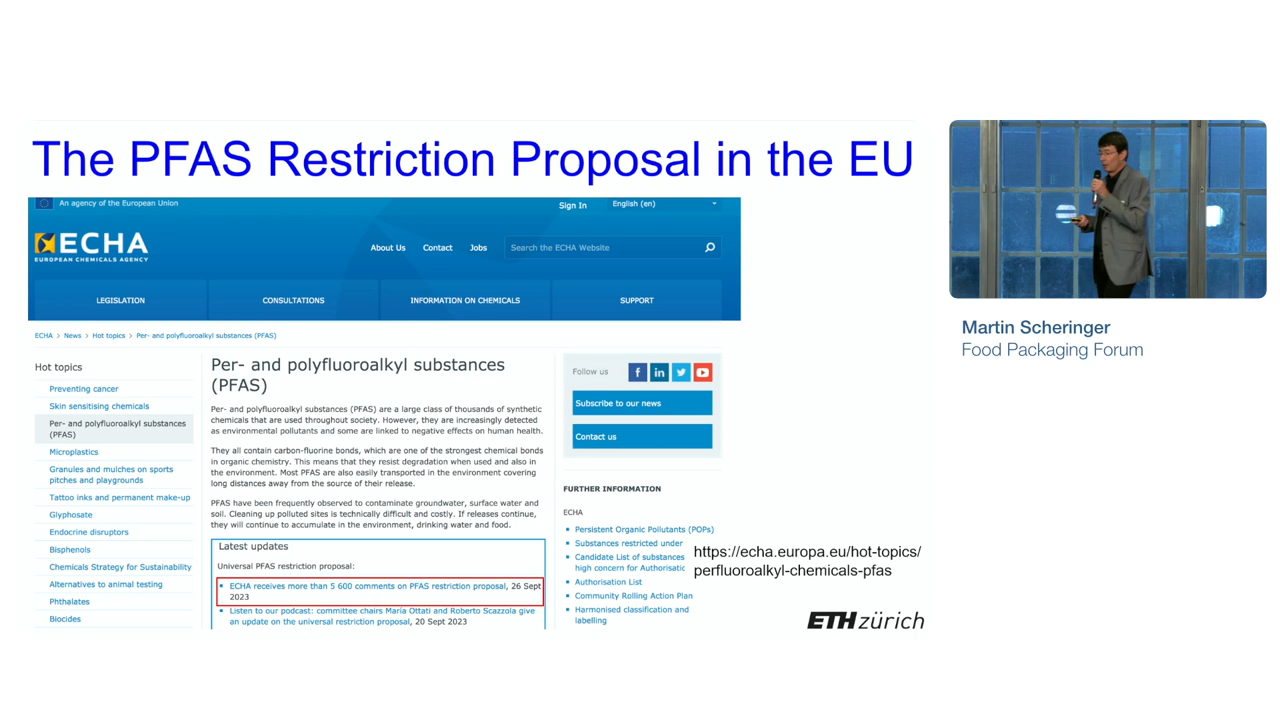 The PFAS Restriction Proposal in the EU
An agency of the European Union
Sign In
English (en)
ECHA
EUROPEAN CHEMICALS AGENCY
About Us
Contact
Jobs
Search the ECHA Website
LEGISLATION
CONSULTATIONS
INFORMATION ON CHEMICALS
SUPPORT
ECHA > News > Hot topics > Per- and polyfluoroalkyl substances (PFAS)
Hot topics
Preventing cancer
Skin sensitising chemicals
Per- and polyfluoroalkyl substances
(PFAS)
Microplastics
Granules and mulches on sports
pitches and playgrounds
Tattoo inks and permanent make-up
Glyphosate
Endocrine disruptors
Bisphenols
Chemicals Strategy for Sustainability
Alternatives to animal testing
Phthalates
Biocides
Per- and polyfluoroalkyl substances
(PFAS)
Per- and polyfluoroalkyl substances (PFAS) are a large class of thousands of synthetic
chemicals that are used throughout society. However, they are increasingly detected
as environmental pollutants and some are linked to negative effects on human health.
They all contain carbon-fluorine bonds, which are one of the strongest chemical bonds
in organic chemistry. This means that they resist degradation when used and also in
the environment. Most PFAS are also easily transported in the environment covering
long distances away from the source of their release.
PFAS have been frequently observed to contaminate groundwater, surface water and
soil. Cleaning up polluted sites is technically difficult and costly. If releases continue,
they will continue to accumulate in the environment, drinking water and food.
Latest updates
Universal PFAS restriction proposal:
ECHA receives more than 5 600 comments on PFAS restriction proposal, 26 Sept
2023
Listen to our podcast: committee chairs María Ottati and Roberto Scazzola give
an update on the universal restriction proposal, 20 Sept 2023
Follow us
Subscribe to our news
Contact us
FURTHER INFORMATION
ECHA
Persistent Organic Pollutants (POPs)
Substances restricted under
Candidate List of substances
high concern for Authorisatic
Authorisation List
Community Rolling Action Plan
Harmonised classification and
labelling
https://echa.europa.eu/hot-topics/
perfluoroalkyl-chemicals-pfas
ETH zürich
Martin Scheringer
Food Packaging Forum